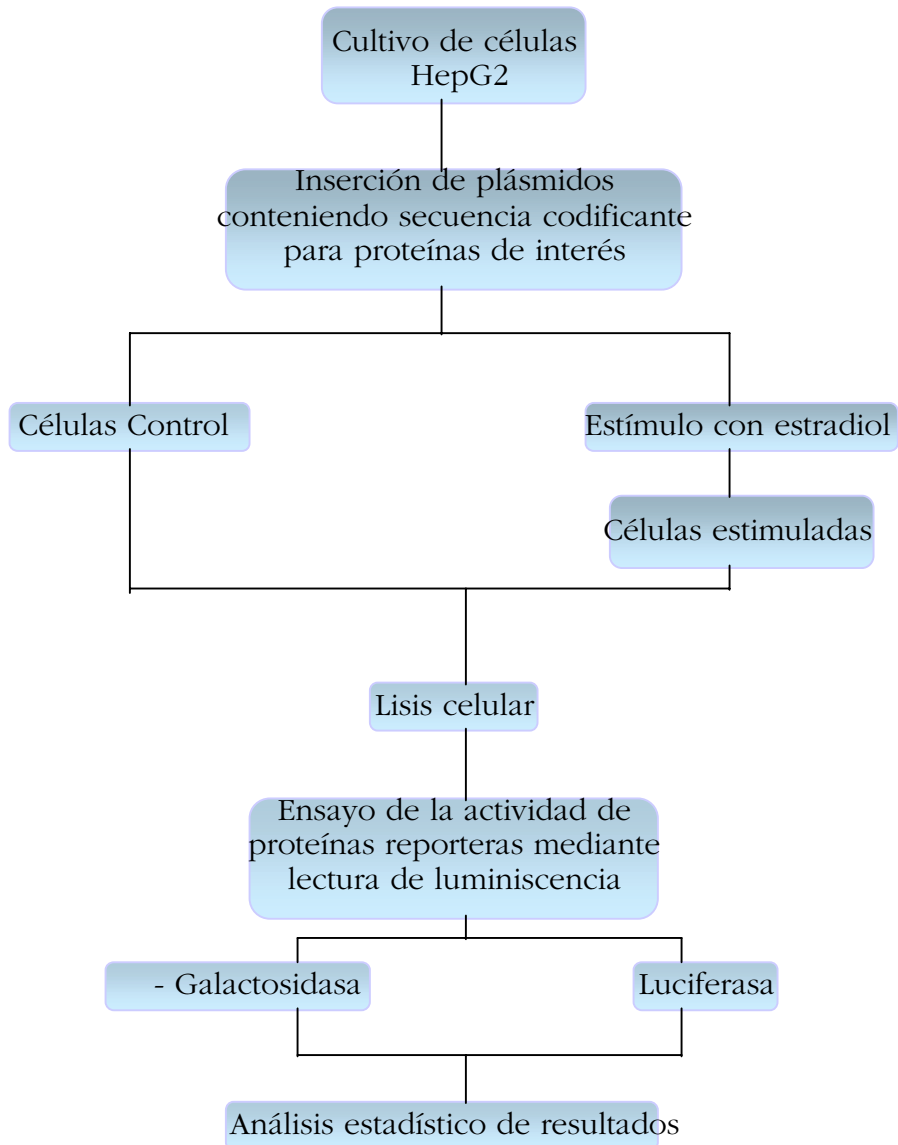 Cultivo de células
HepG2
Inserción de plásmidos
conteniendo secuencia codificante
para proteínas de interés
Células Control
Estímulo con estradiol
Células estimuladas
Lisis celular
Ensayo de la actividad de
proteínas reporteras mediante
lectura de luminiscencia
- Galactosidasa
Luciferasa
Análisis estadístico de resultados